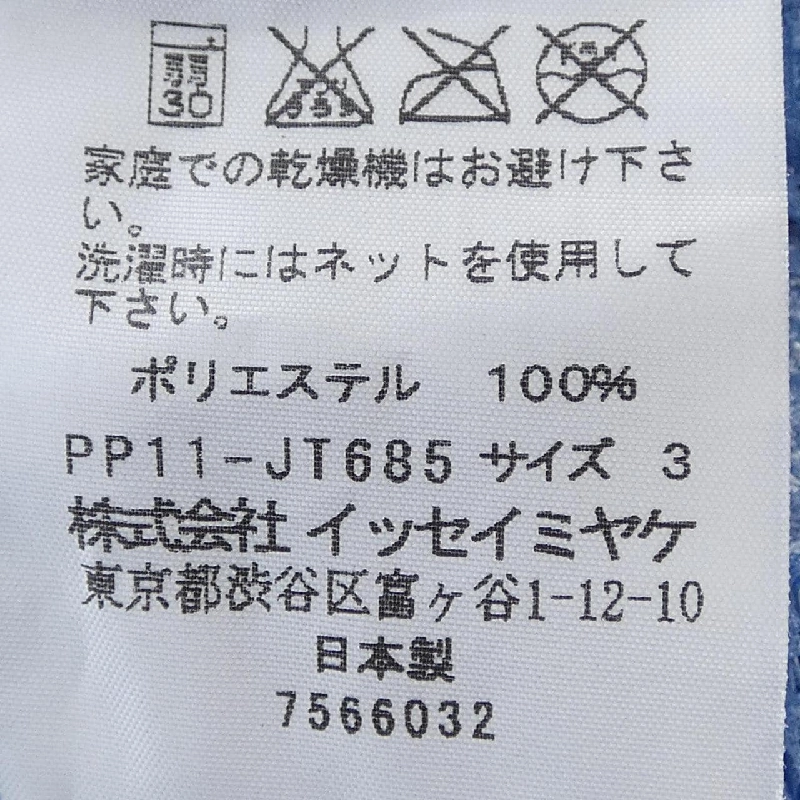 弱
30
家庭での乾燥機はお避け下さ
い。
洗濯時にはネットを使用して
下さい。
ポリエステル 100%
PP11-JT685 サイズ 3
株式会社 イッセイミヤケ
東京都渋谷区富ヶ谷1-12-10
日本製
7566032